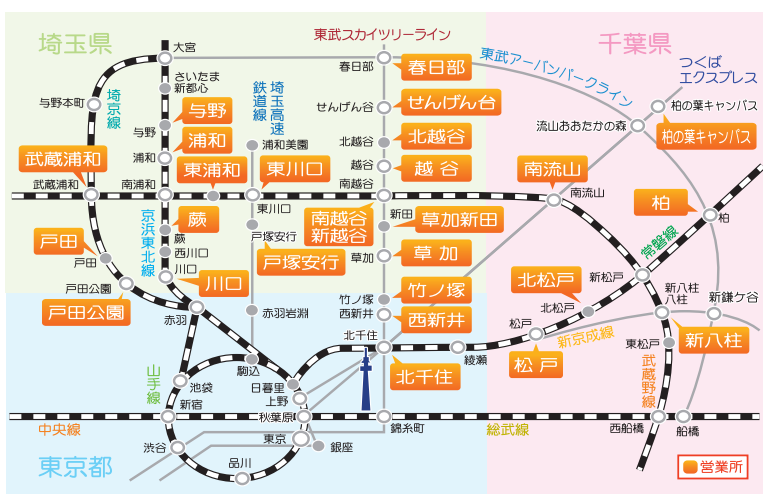 埼玉県
東武スカイツリーライン
千葉県
大宮
春日部
春日部
東武アーバンパークライン
つくば
エクスプレス
さいたま
新都心
埼玉高速
鉄道線
与野本町
埼京線
与野
与野
せんげん谷
せんげん台
柏の葉キャンパス
柏の葉キャンパス
流山おおたかの森
浦和
浦和
浦和美園
北越谷
北越谷
武蔵浦和
武蔵浦和
東浦和
東川口
越谷
越谷
南流山
南流山
南浦和
南越谷
東川口
南越谷
新越谷
新田
草加新田
柏
柏
京浜東北線
蕨
蕨
戸田
戸田
西川口
戸塚安行
戸塚安行
草加
草加
常磐線
川口
川口
戸田公園
戸田公園
竹ノ塚
竹ノ塚
北松戸
北松戸
新松戸
新八柱
八柱
新鎌ケ谷
赤羽
赤羽岩淵
西新井
西新井
松戸
松戸
新京成線
新八柱
東松戸
北千住
北千住
綾瀬
駒込
山手線
池袋
日暮里
上野
武蔵野線
新宿
秋葉原
中央線
錦糸町
総武線
西船橋
船橋
東京
銀座
渋谷
品川
東京都
営業所